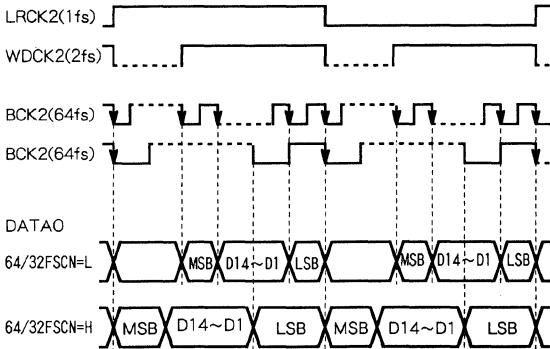 LRCK2(1fs)
WDCK2(2fs)
BCK2(64fs)
BCK2(64fs)
DATAO
64/32FSCN=L MSB D14~D1 LSB MSB D14~D1 LSB
64/32FSCN=H MSB D14~D1 LSB MSB D14~D1 LSB